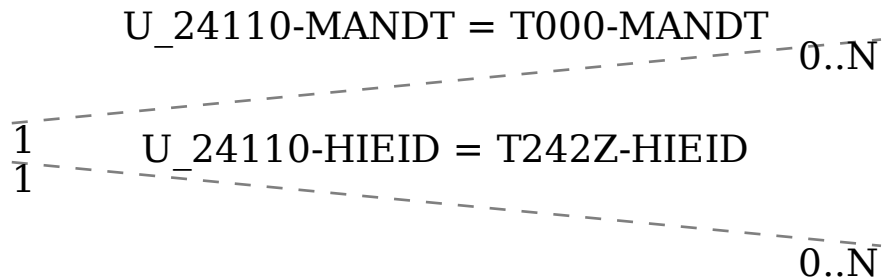 U_24110-MANDT = T000-MANDT
0..N
1
U_24110-HIEID = T242Z-HIEID
1
0..N